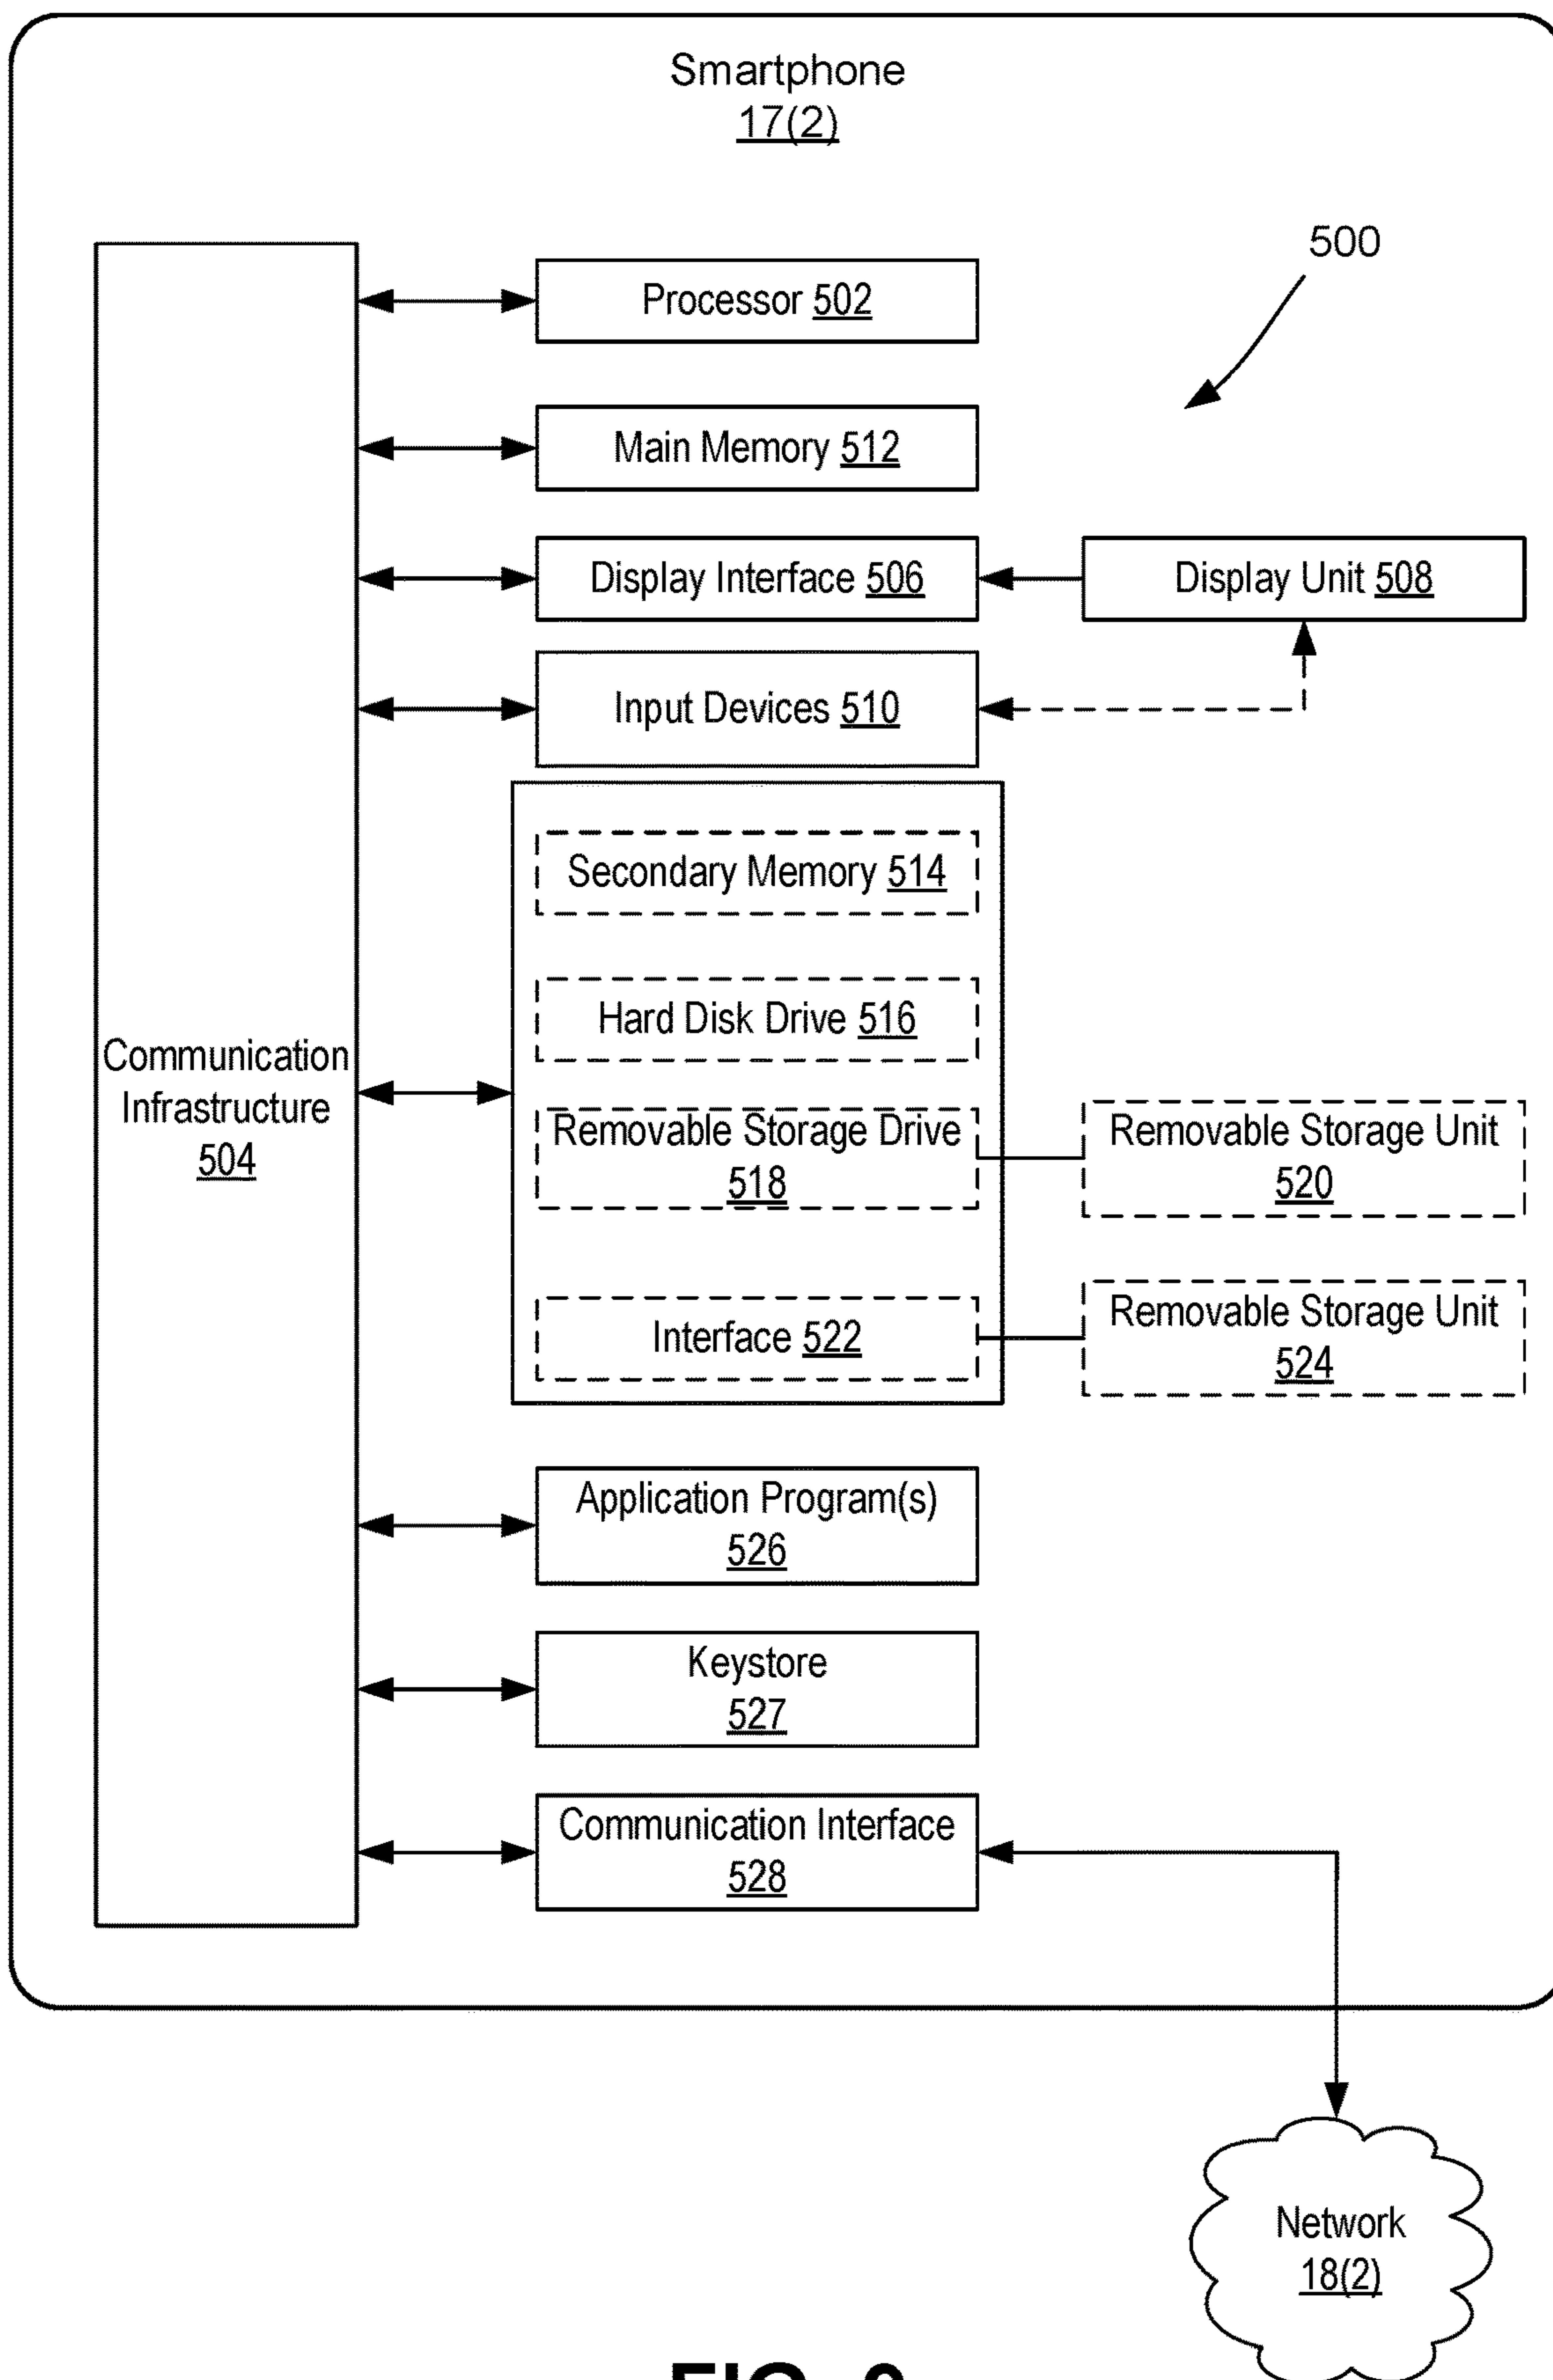 Smartphone
17(2)
500
Processor 502
Main Memory 512
Display Interface 506
Display Unit 508
Input Devices 510
Secondary Memory 514
Hard Disk Drive 516
Communication
Infrastructure
504
Removable Storage Drive
518
Removable Storage Unit
520
Interface 522
Removable Storage Unit
524
Application Program(s)
526
Keystore
527
Communication Interface
528
Network
18(2)
FIG.